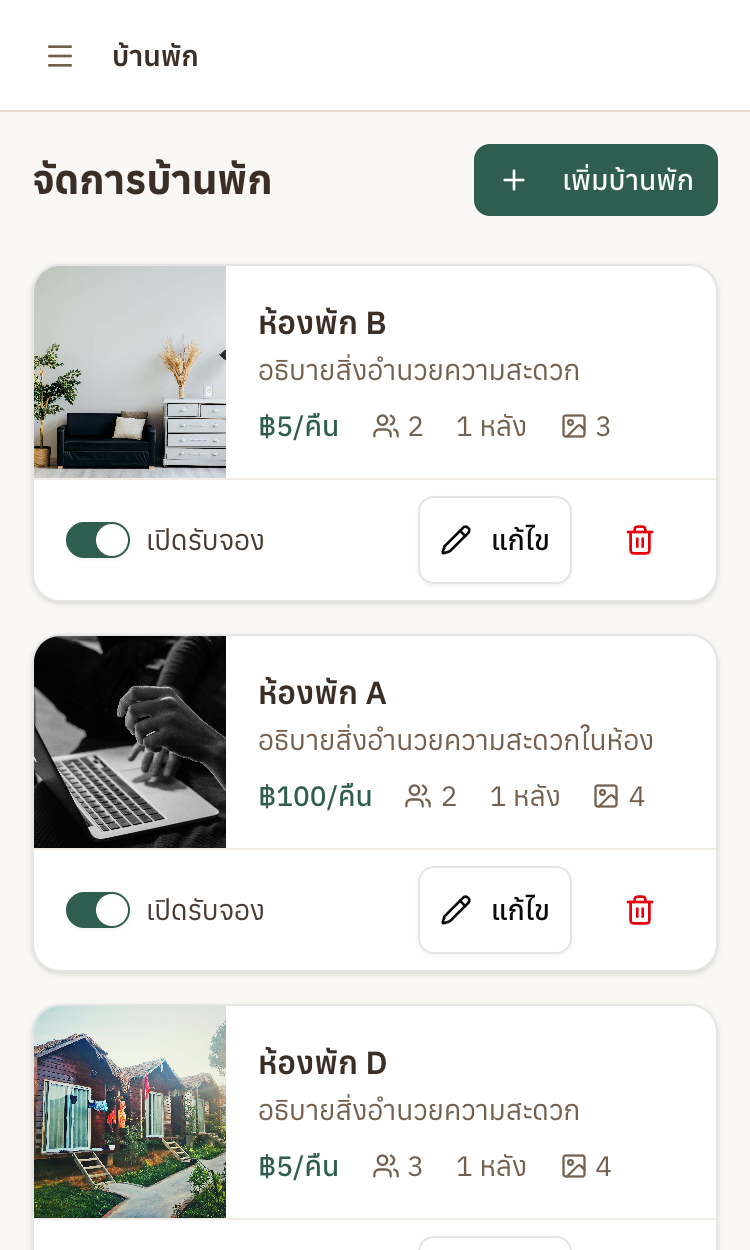 บ้านพัก
จัดการบ้านพัก
เพิ่มบ้านพัก
ห้องพัก B
อธิบายสิ่งอำนวยความสะดวก
฿5/คืน 2 1 หลัง 3
เปิดรับจอง แก้ไข
ห้องพัก A
อธิบายสิ่งอำนวยความสะดวกในห้อง
฿100/คืน 2 1 หลัง 4
เปิดรับจอง แก้ไข
ห้องพัก D
อธิบายสิ่งอำนวยความสะดวก
฿5/คืน 3 1 หลัง 4